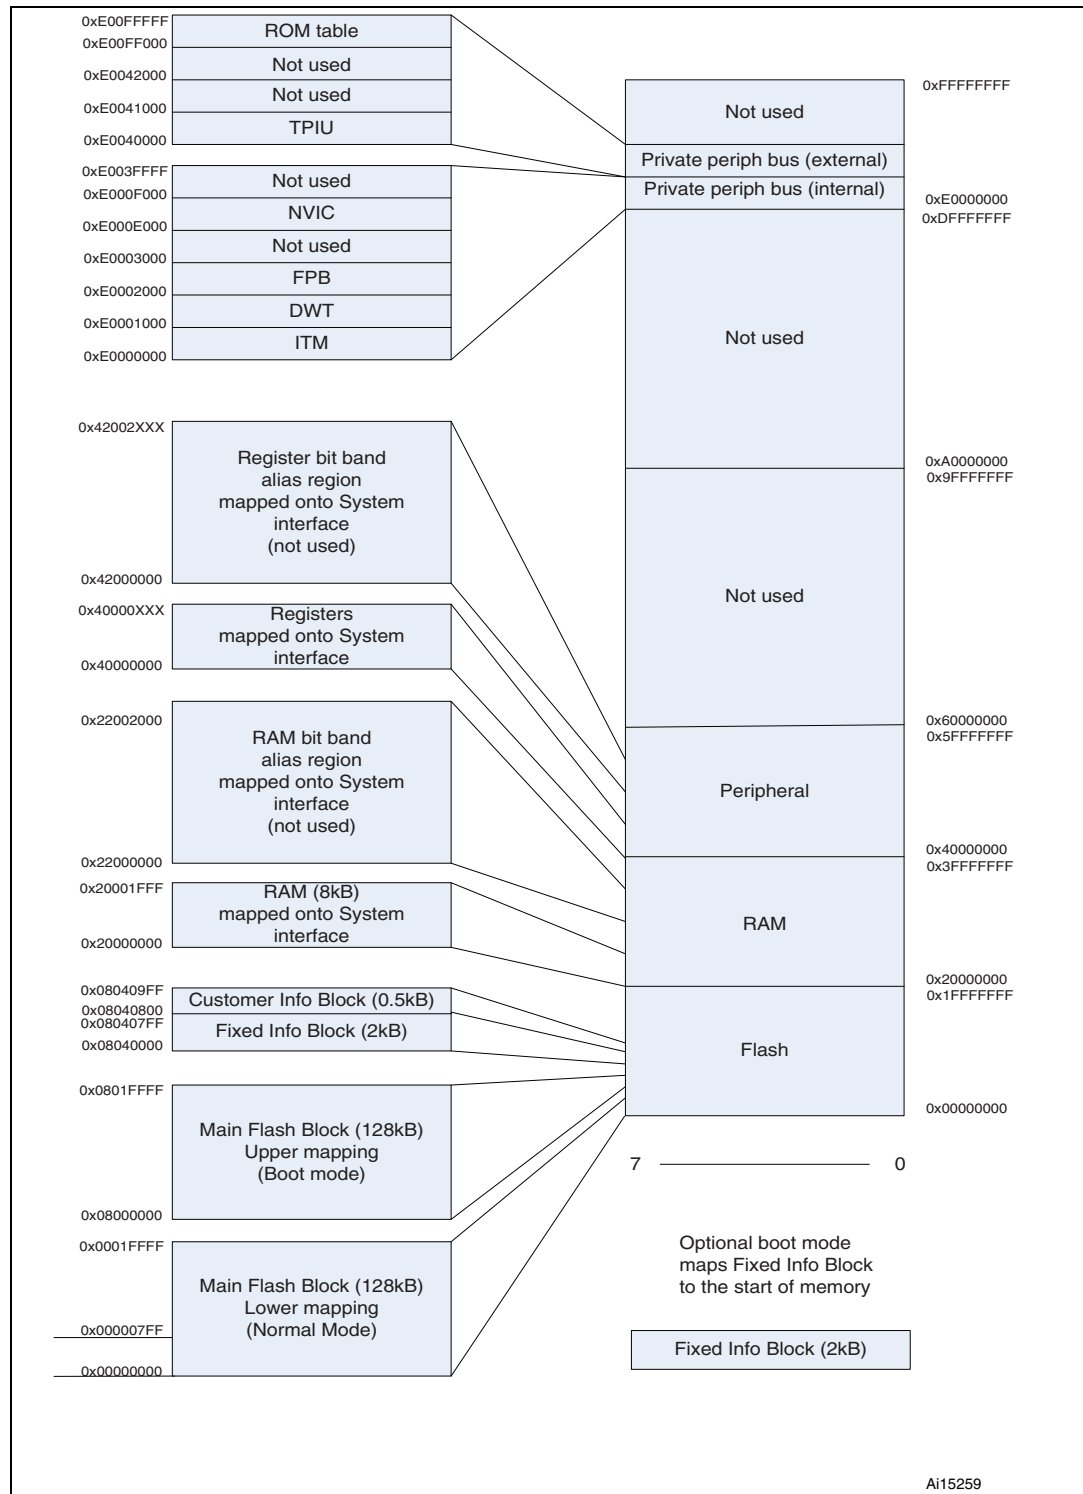 0xE00FFFFF
ROM table
0xE00FF000
Not used
0xE0042000
Not used
0xE0041000
TPIU
0xE0040000
0xE003FFFF
Not used
0xE000F000
NVIC
0xE000E000
Not used
0xE0003000
FPB
0xE0002000
DWT
0xE0001000
ITM
0xE0000000
0x42002XXX
Register bit band
alias region
mapped onto System
interface
(not used)
0x42000000
0x40000XXX
Registers
mapped onto System
interface
0x40000000
0x22002000
RAM bit band
alias region
mapped onto System
interface
(not used)
0x22000000
0x20001FFF
RAM (8kB)
mapped onto System
interface
0x20000000
0x080409FF
Customer Info Block (0.5kB)
0x08040800
0x080407FF
Fixed Info Block (2kB)
0x08040000
0x0801FFFF
Main Flash Block (128kB)
Upper mapping
(Boot mode)
0x08000000
0x0001FFFF
Main Flash Block (128kB)
Lower mapping
(Normal Mode)
0x000007FF
0x00000000
0xFFFFFFFF
Not used
Private periph bus (external)
Private periph bus (internal)
0xE0000000
0xDFFFFFFF
Not used
0xA0000000
0x9FFFFFFF
Not used
0x60000000
0x5FFFFFFF
Peripheral
0x40000000
0x3FFFFFFF
RAM
0x20000000
0x1FFFFFFF
Flash
0x00000000
7 0
Optional boot mode
maps Fixed Info Block
to the start of memory
Fixed Info Block (2kB)
Ai15259